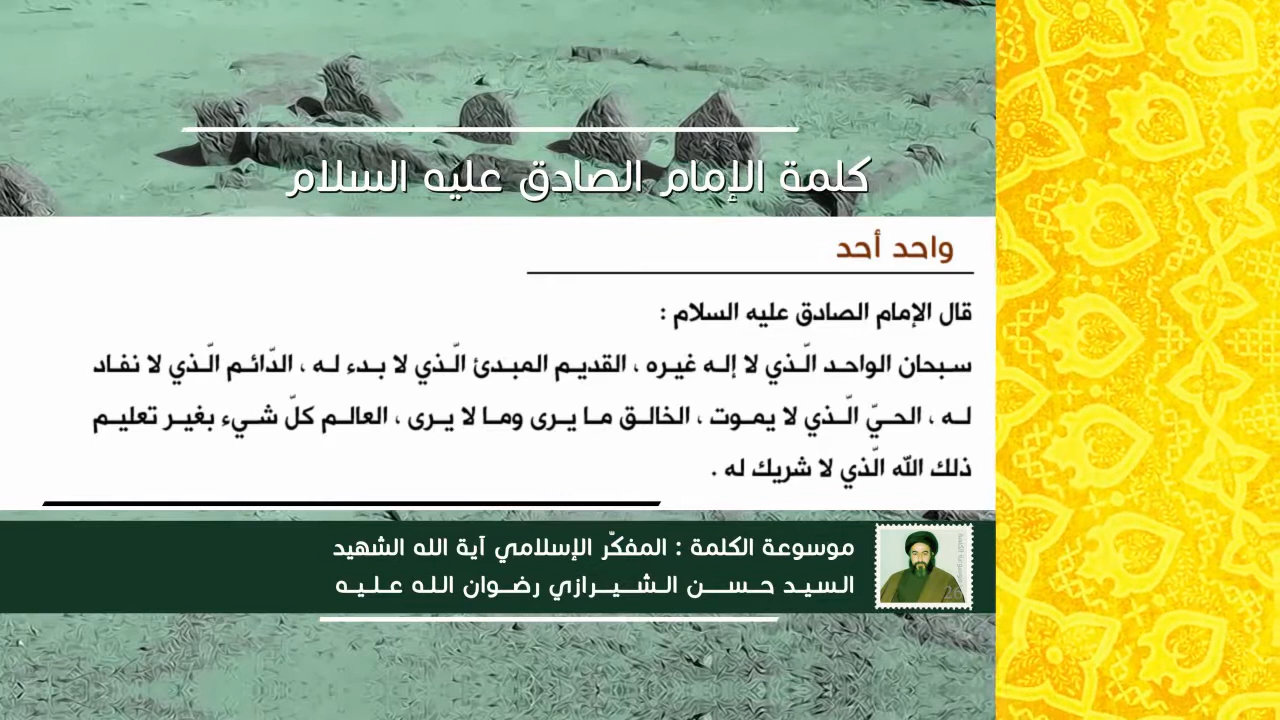 كلمة الإمام الصادق عليه السلام
واحد أحد
قال الإمام الصادق عليه السلام :
سبحان الواحد الّذي لا إله غيره ، القديم المبدئ الّذي لا بدء له ، الدّائم الّذي لا نفاد
له ، الحيّ الّذي لا يموت ، الخالق ما يرى وما لا يرى ، العالم كلّ شيء بغير تعليم
ذلك الله الّذي لا شريك له .
موسوعة الكلمة : المفكّر الإسلامي آية الله الشهيد
السيد حسن الشيرازي رضوان الله عليه